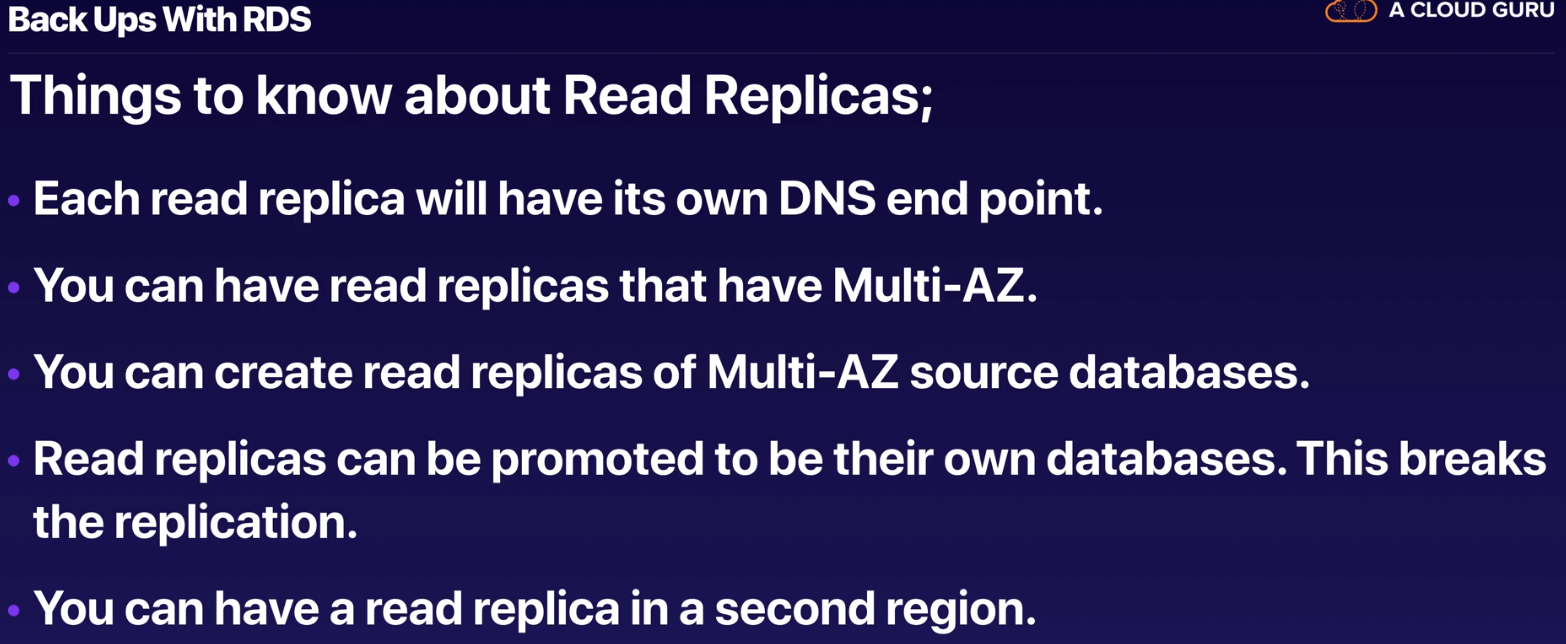 Back Ups With RDS
A CLOUD GURU
Things to know about Read Replicas;
• Each read replica will have its own DNS end point.
• You can have read replicas that have Multi-AZ.
• You can create read replicas of Multi-AZ source databases.
• Read replicas can be promoted to be their own databases. This breaks
the replication.
• You can have a read replica in a second region.